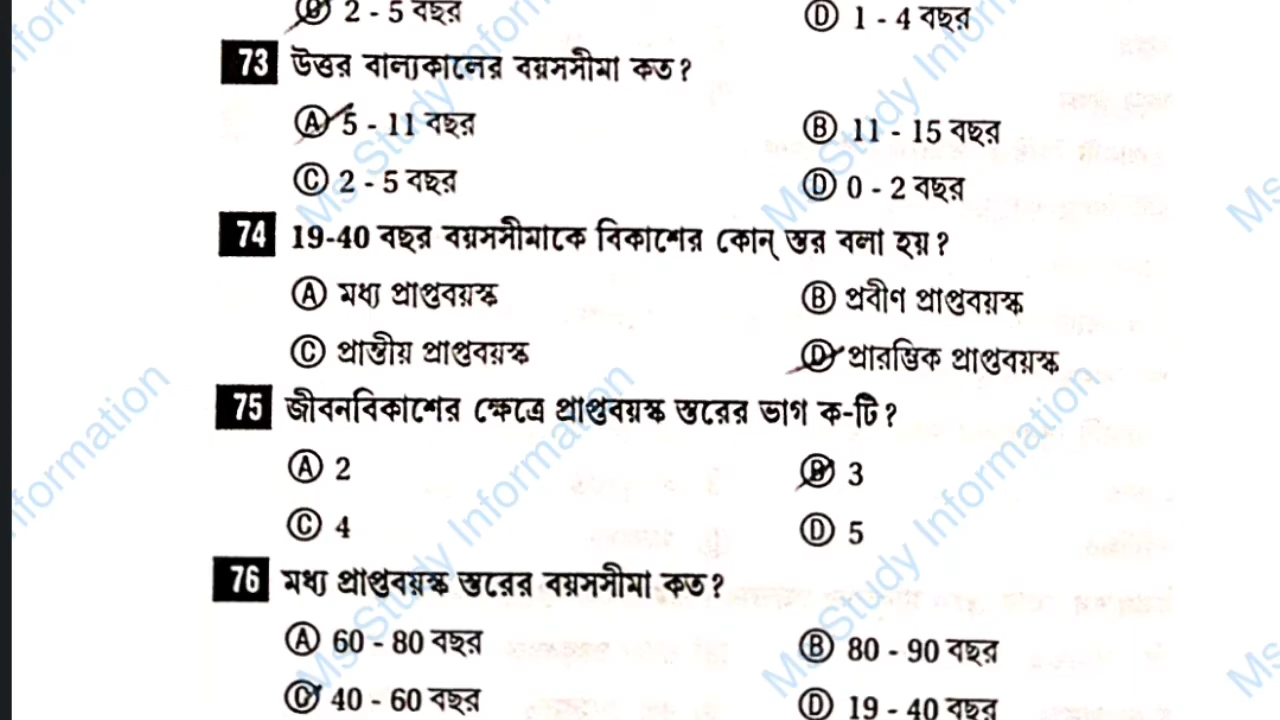 Ⓒ 2 - 5 বছর Ⓓ 1 - 4 বছর
73 উত্তর বাল্যকালের বয়সসীমা কত?
Ⓐ 5 - 11 বছর Ⓑ 11 - 15 বছর
Ⓒ 2 - 5 বছর Ⓓ 0 - 2 বছর
74 19-40 বছর বয়সসীমাকে বিকাশের কোন্ স্তর বলা হয়?
Ⓐ মধ্য প্রাপ্তবয়স্ক Ⓑ প্রবীণ প্রাপ্তবয়স্ক
Ⓒ প্রান্তীয় প্রাপ্তবয়স্ক Ⓓ প্রারম্ভিক প্রাপ্তবয়স্ক
75 জীবনবিকাশের ক্ষেত্রে প্রাপ্তবয়স্ক স্তরের ভাগ ক-টি?
Ⓐ 2 Ⓑ 3
Ⓒ 4 Ⓓ 5
76 মধ্য প্রাপ্তবয়স্ক স্তরের বয়সসীমা কত?
Ⓐ 60 - 80 বছর Ⓑ 80 - 90 বছর
Ⓒ 40 - 60 বছর Ⓓ 19 - 40 বছর
Ms Study Information